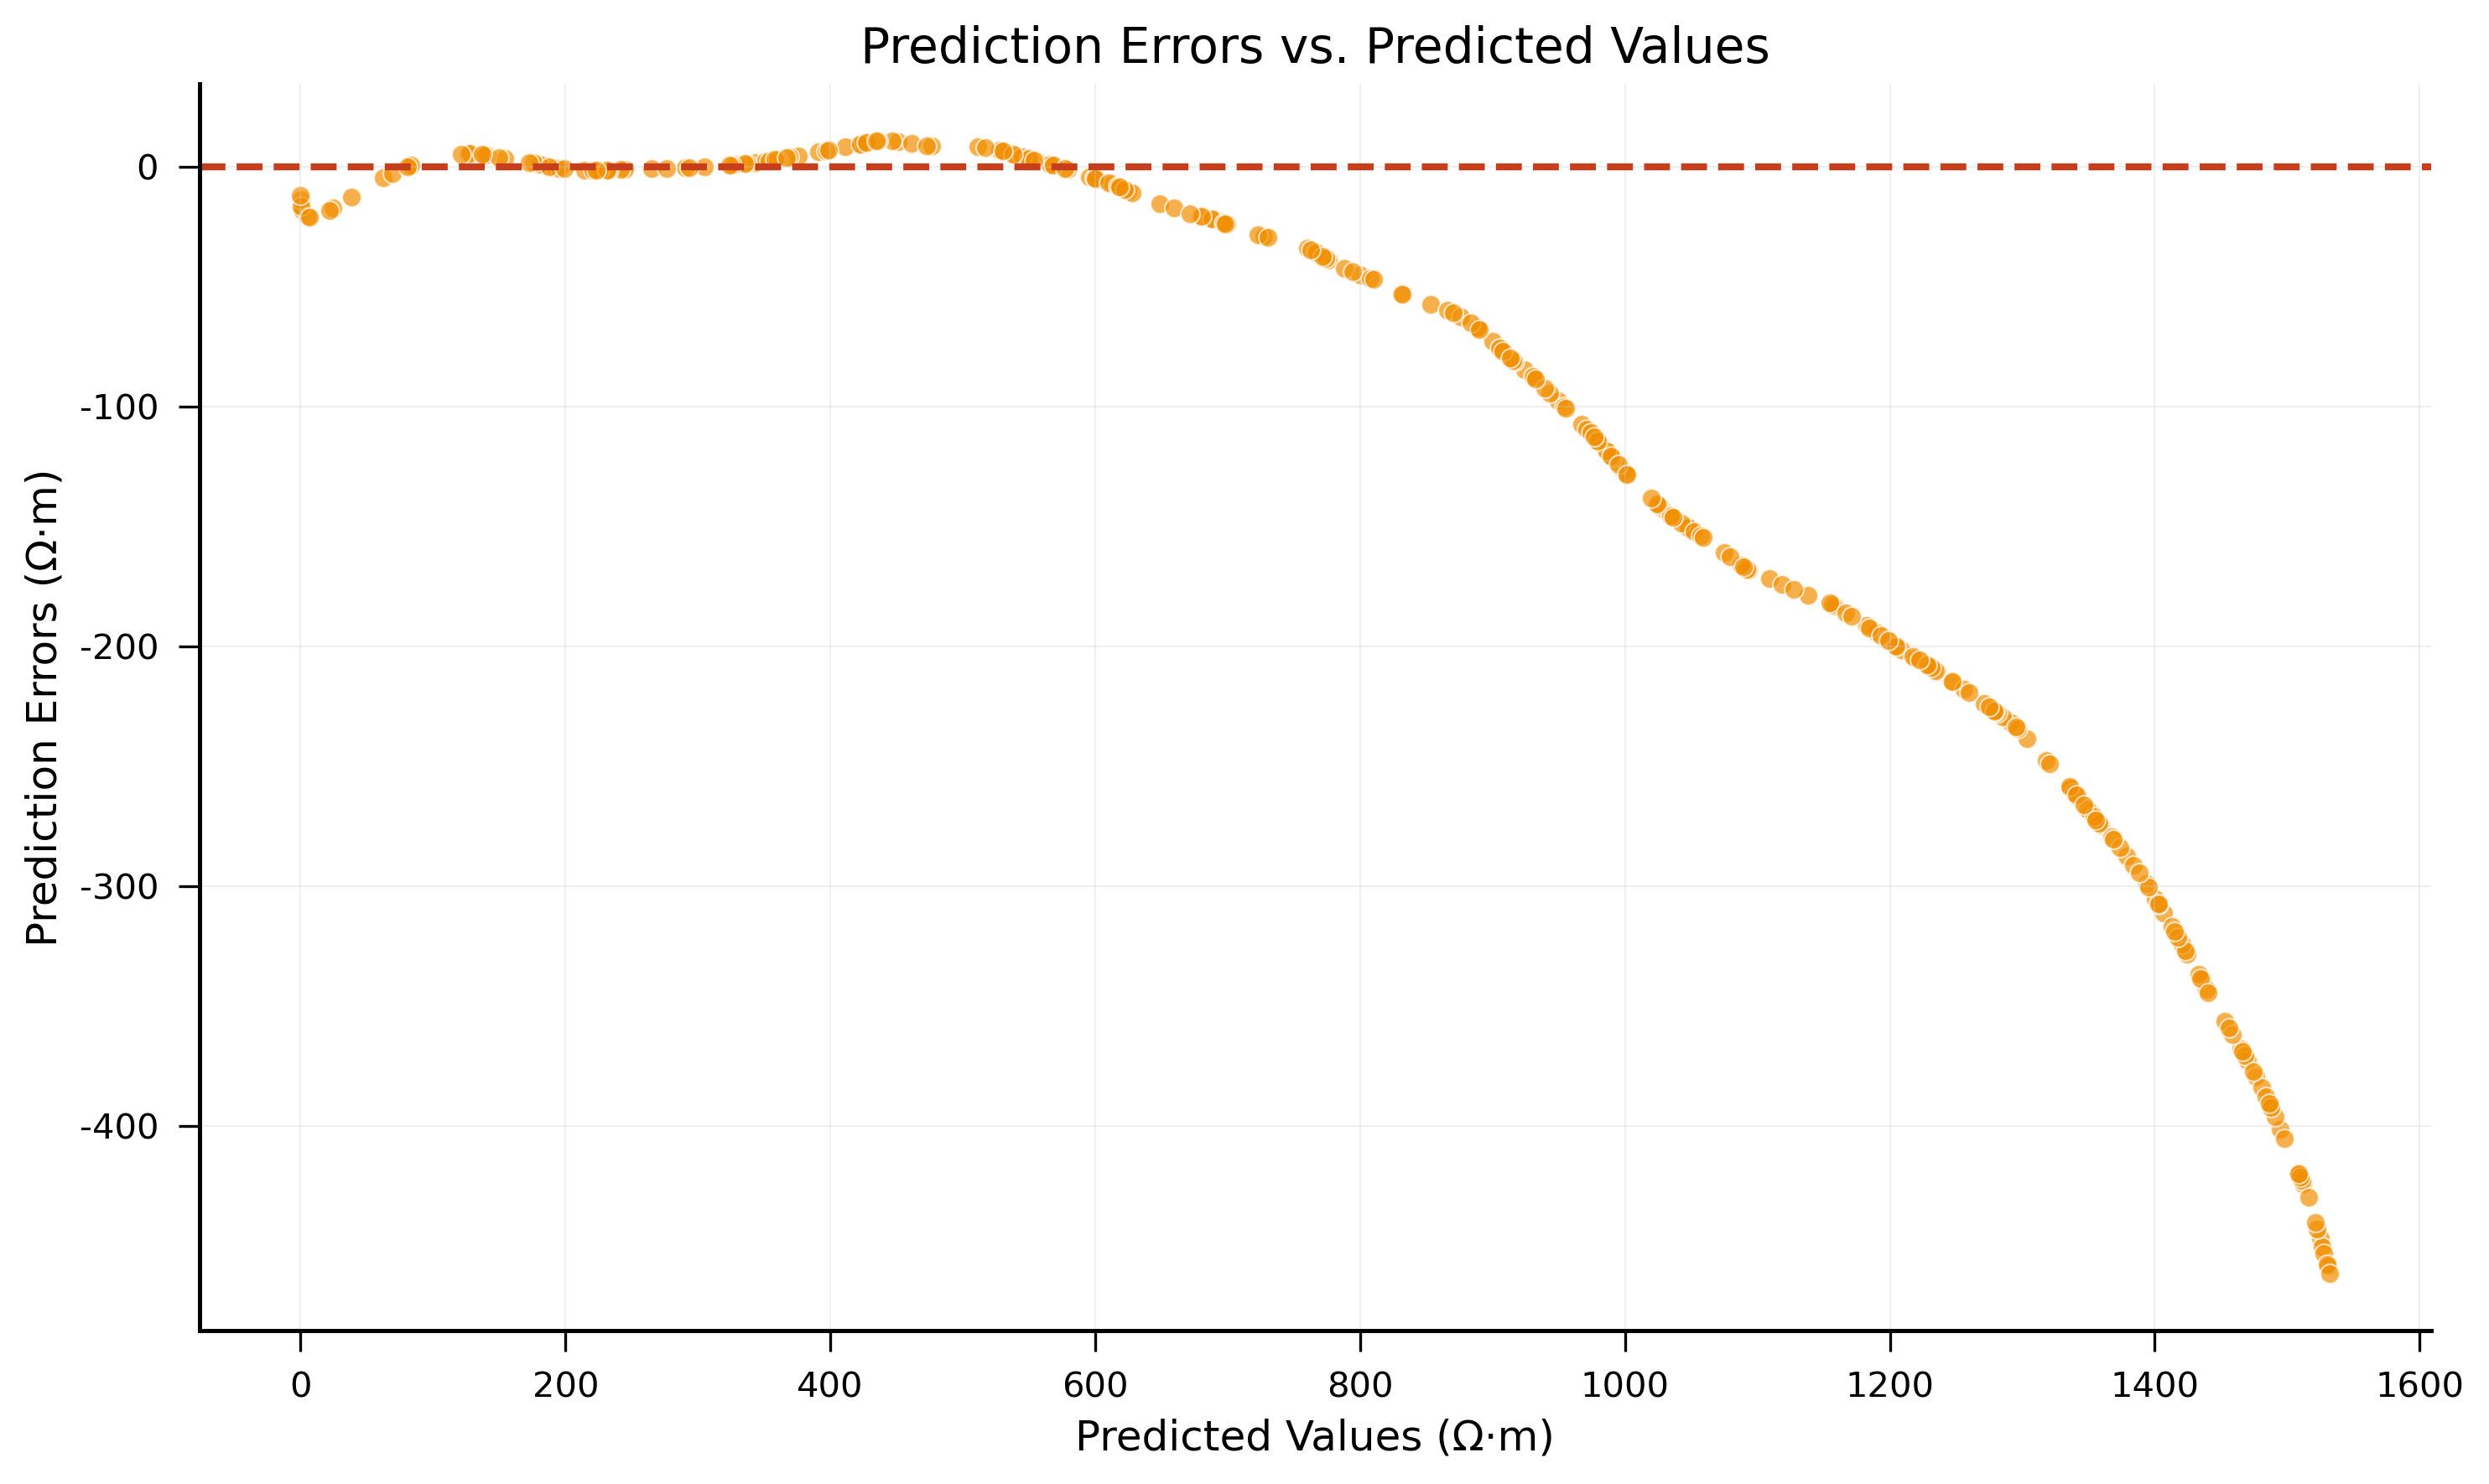 Prediction Errors vs. Predicted Values
Prediction Errors (Ω·m)
0
-100
-200
-300
-400
0 200 400 600 800 1000 1200 1400 1600
Predicted Values (Ω·m)